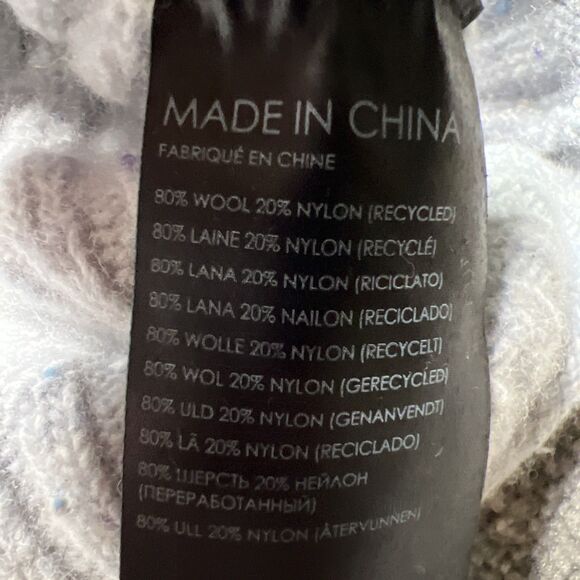 MADE IN CHINA
FABRIQUÉ EN CHINE
80% WOOL 20% NYLON (RECYCLED)
80% LAINE 20% NYLON (RECYCLÉ)
80% LANA 20% NYLON (RICICLATO)
80% LANA 20% NAILON (RECICLADO)
80% WOLLE 20% NYLON (RECYCELT)
80% WOL 20% NYLON (GERECYCLED)
80% ULD 20% NYLON (GENANVENDT)
80% LÃ 20% NYLON (RECICLADO)
80% ШЕРСТЬ 20% НЕЙЛОН
(ПЕРЕРАБОТАННЫЙ)
80% ULL 20% NYLON (ÅTERVUNNEN)